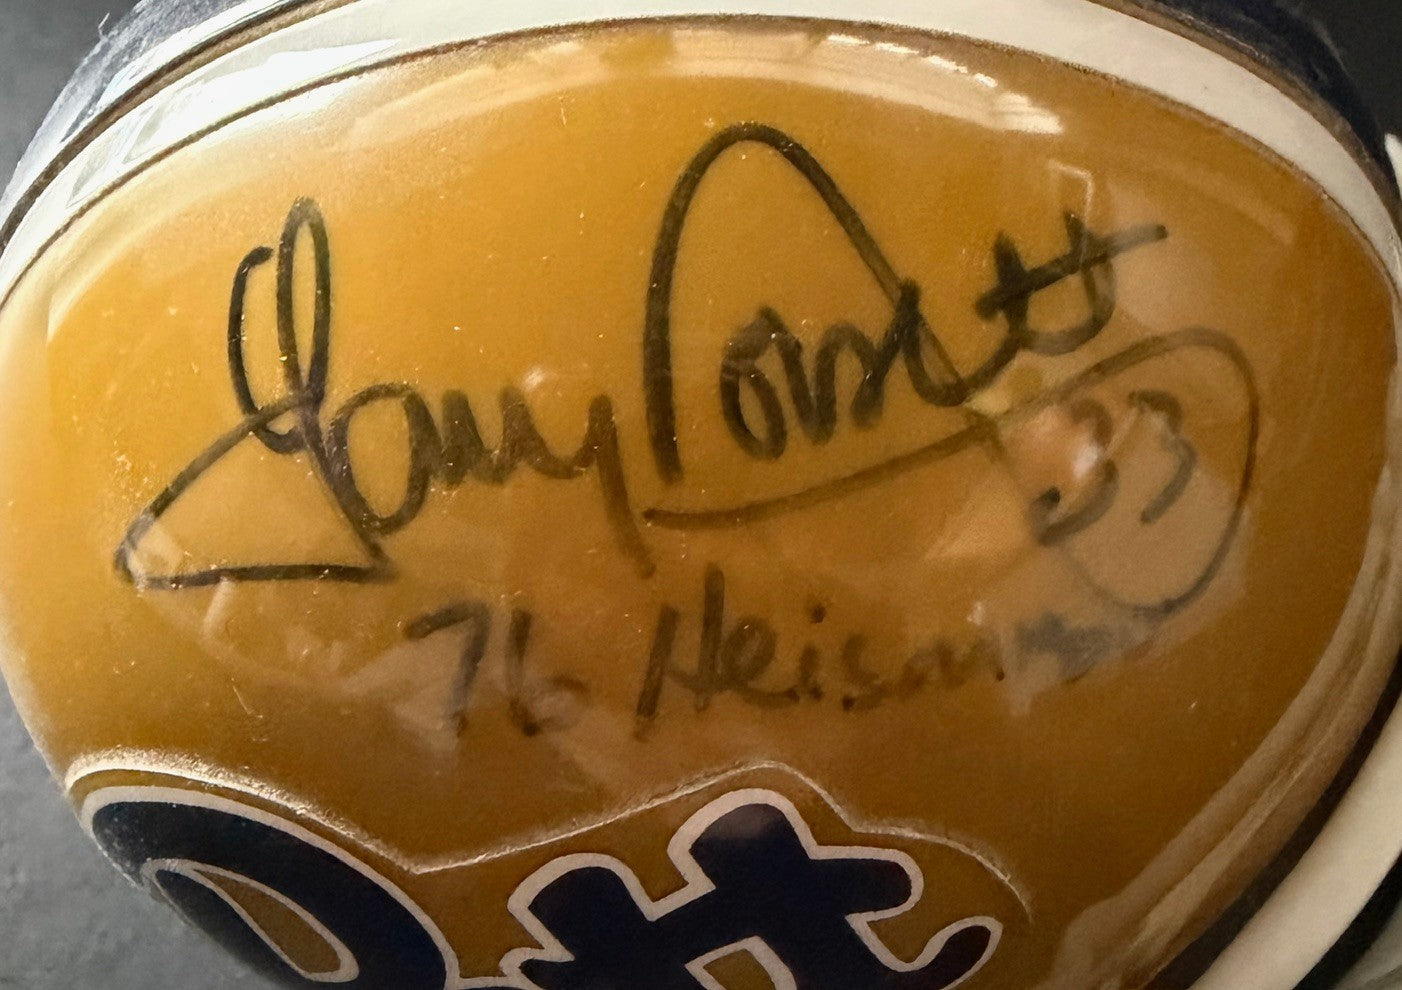 Tony Dorsett 33
76 Heisman
Pitt